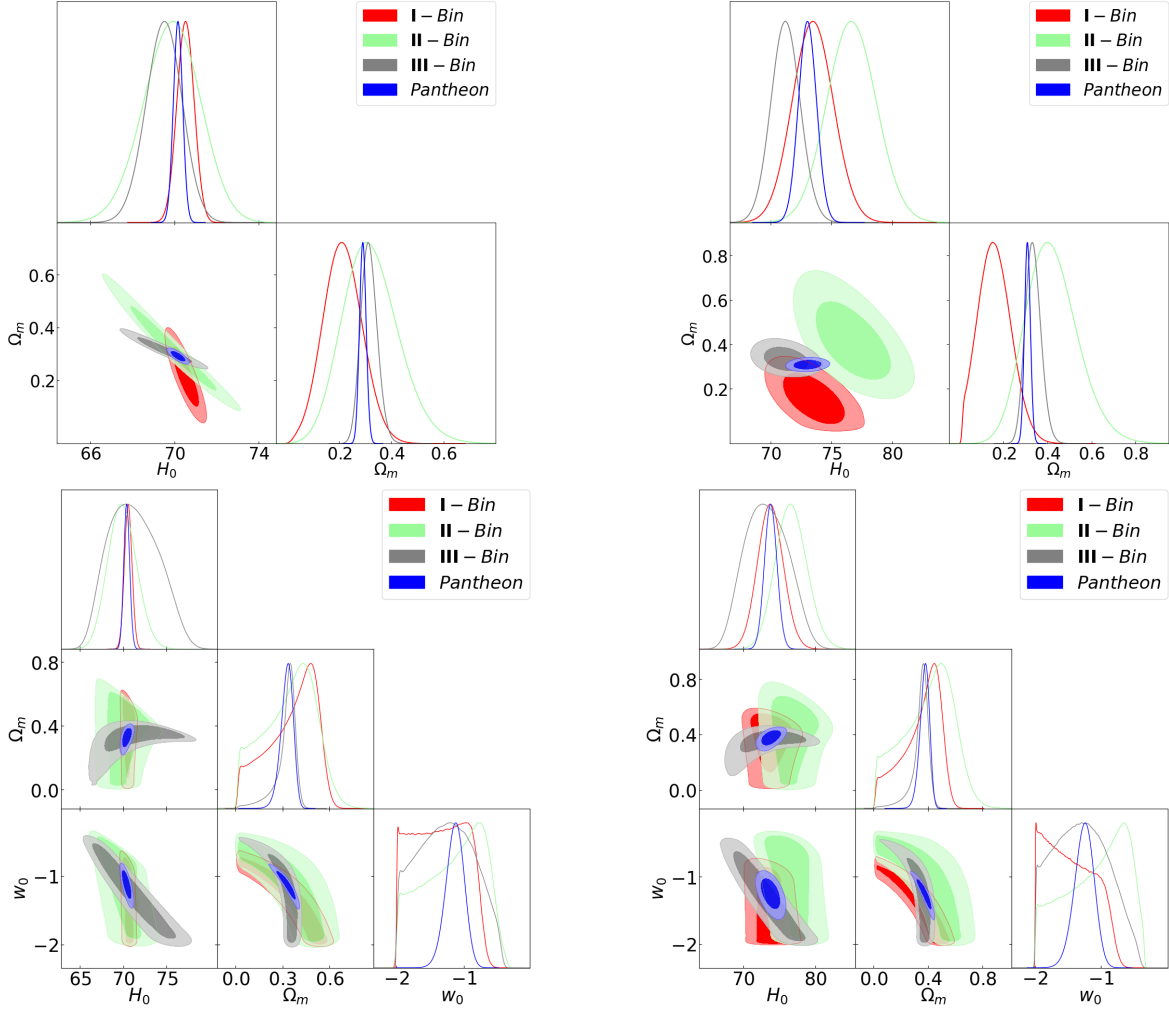 I – Bin
II – Bin
III – Bin
Pantheon
0.6
0.4
0.2
Ω_m
66
70
74
H_0
0.2
0.4
0.6
Ω_m
I – Bin
II – Bin
III – Bin
Pantheon
0.8
0.6
0.4
0.2
Ω_m
70
75
80
H_0
0.2
0.4
0.6
0.8
Ω_m
I – Bin
II – Bin
III – Bin
Pantheon
0.8
0.4
0.0
Ω_m
−1
−2
w_0
65
70
75
H_0
0.0
0.3
0.6
Ω_m
−2
−1
w_0
I – Bin
II – Bin
III – Bin
Pantheon
0.8
0.4
0.0
Ω_m
−1
−2
w_0
70
80
H_0
0.0
0.4
0.8
Ω_m
−2
−1
w_0